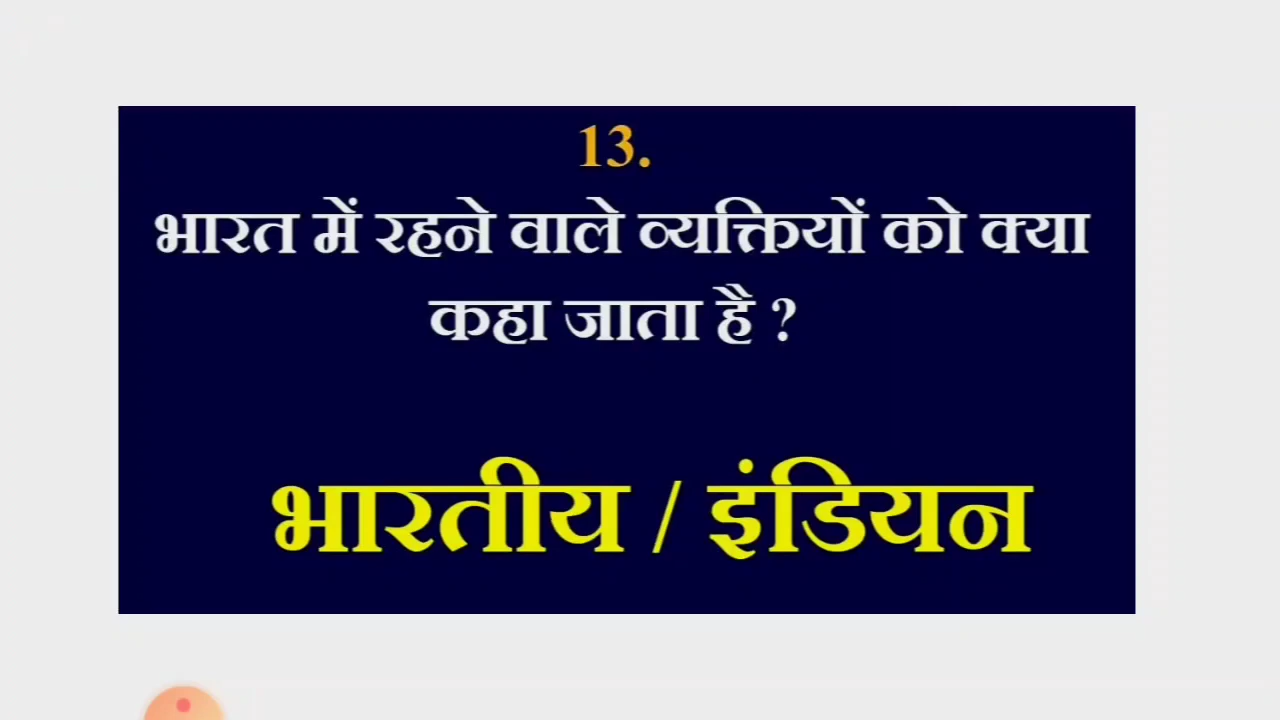 13.
भारत में रहने वाले व्यक्तियों को क्या
कहा जाता है ?
भारतीय / इंडियन